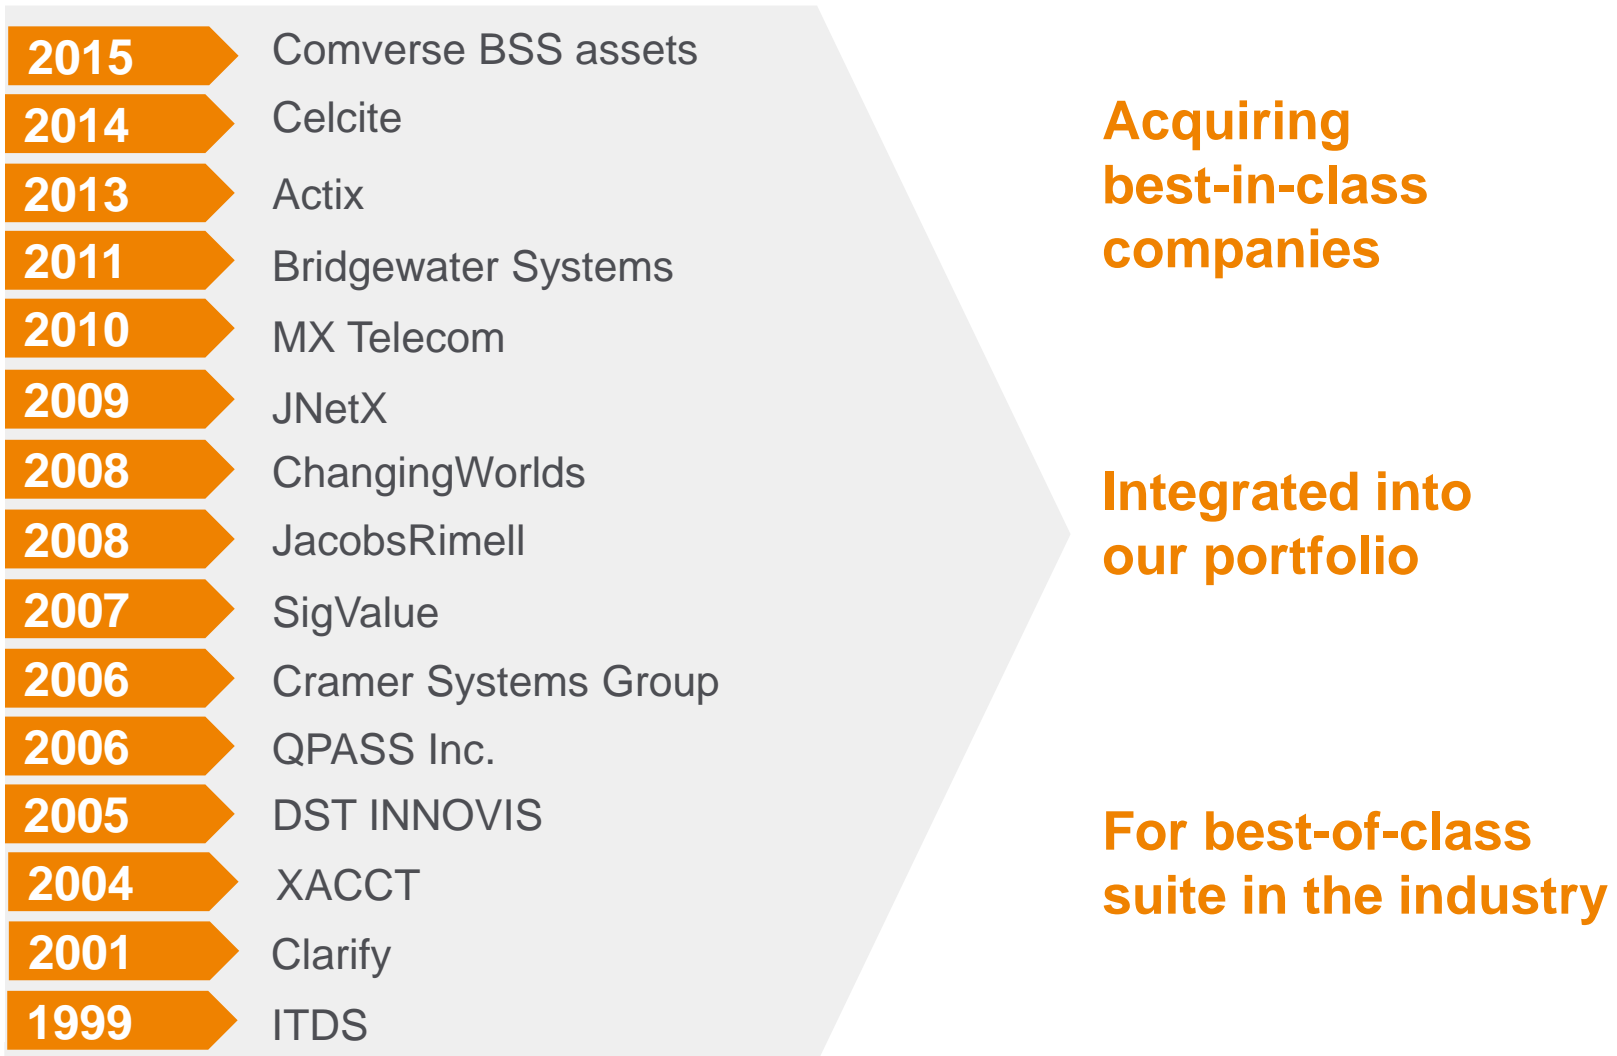 2015 Comverse BSS assets
2014 Celcite
2013 Actix
2011 Bridgewater Systems
2010 MX Telecom
2009 JNetX
2008 ChangingWorlds
2008 JacobsRimell
2007 SigValue
2006 Cramer Systems Group
2006 QPASS Inc.
2005 DST INNOVIS
2004 XACCT
2001 Clarify
1999 ITDS
Acquiring
best-in-class
companies
Integrated into
our portfolio
For best-of-class
suite in the industry